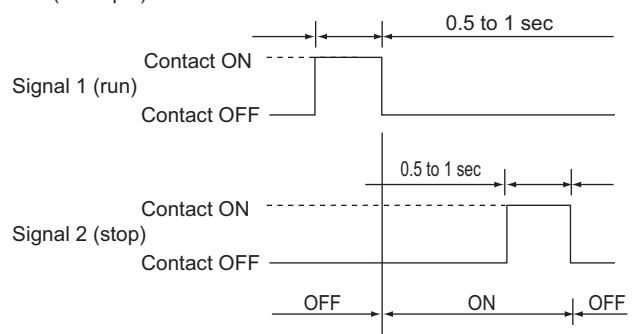 0.5 to 1 sec
Contact ON
Signal 1 (run)
Contact OFF
0.5 to 1 sec
Contact ON
Signal 2 (stop)
Contact OFF
OFF ON OFF